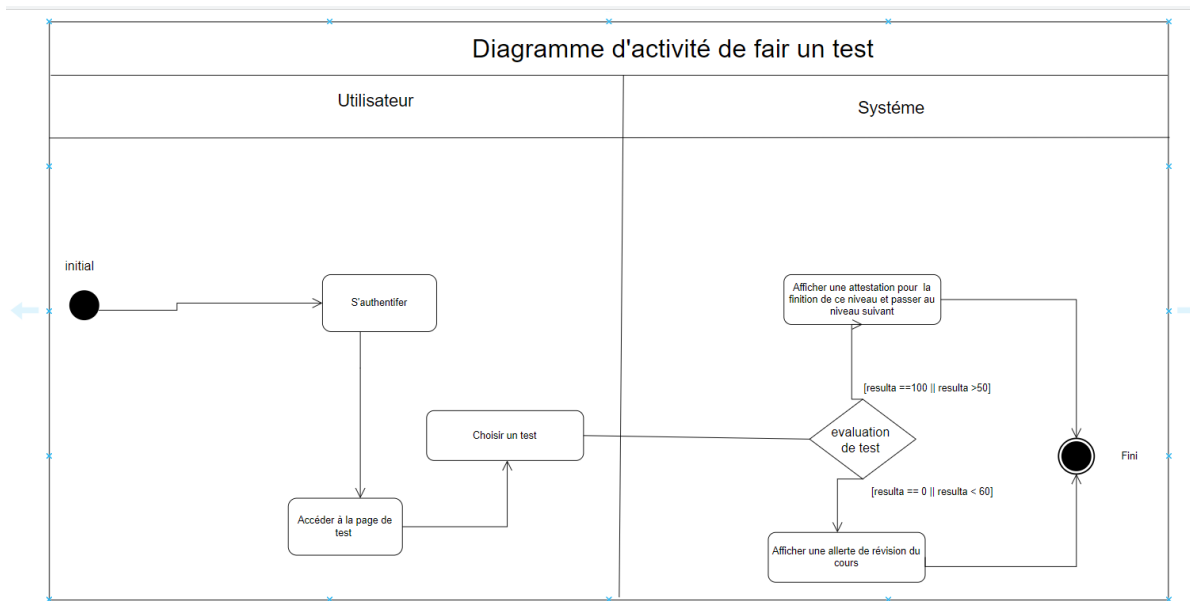 Diagramme d'activité de fair un test
Utilisateur
Systéme
initial
S'authentifer
Accéder à la page de
test
Choisir un test
Afficher une attestation pour la
finition de ce niveau et passer au
niveau suivant
[resulta ==100 || resulta >50]
evaluation
de test
[resulta == 0 || resulta < 60]
Afficher une allerte de révision du
cours
Fini